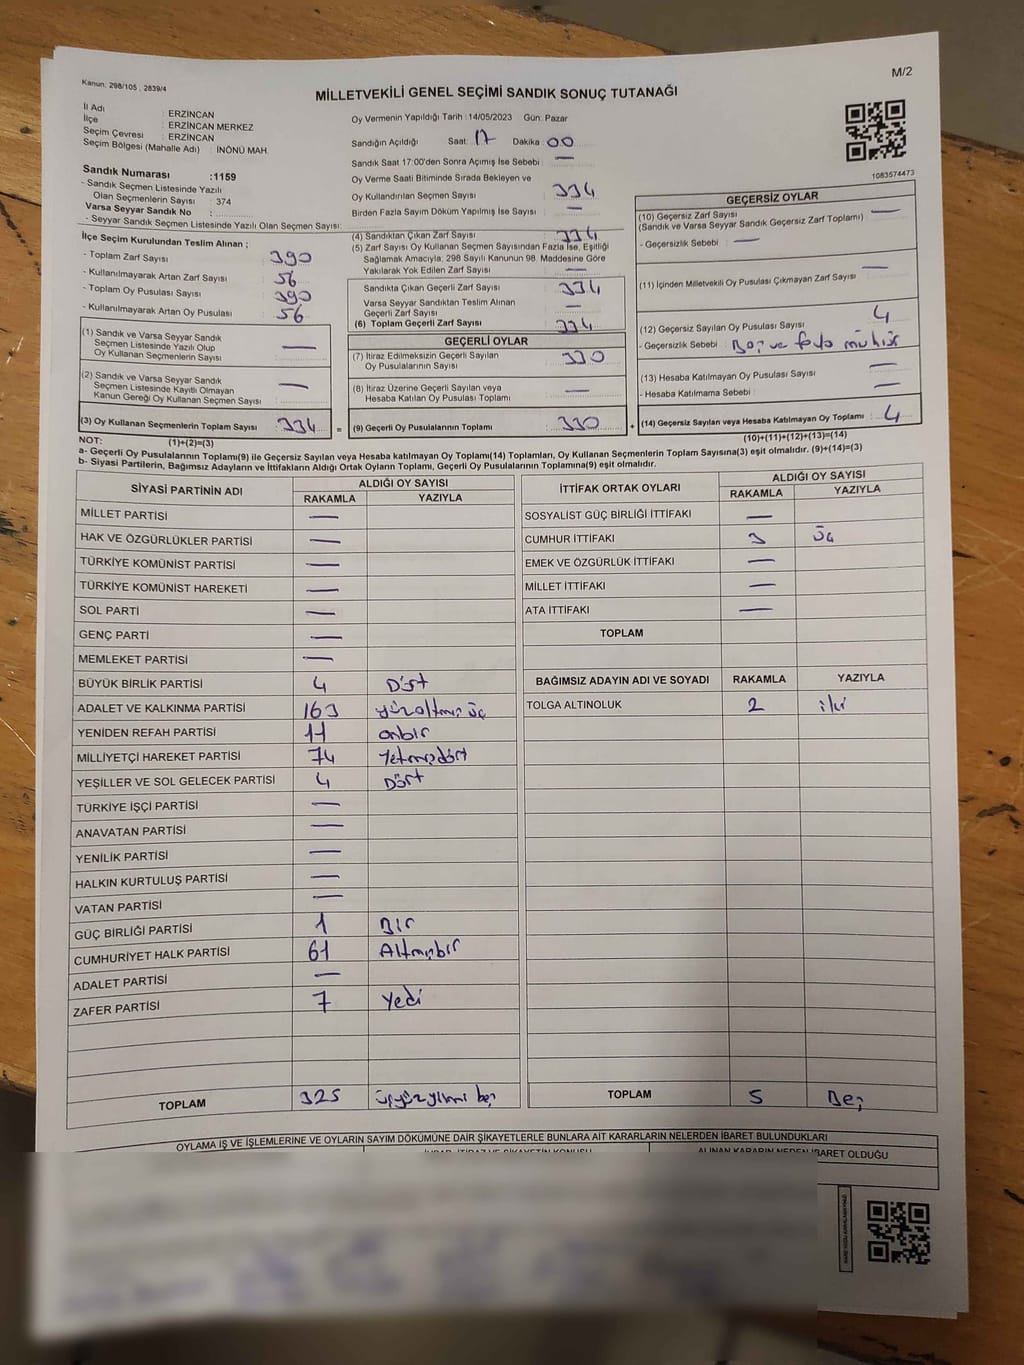 Kanun: 298/105 , 2839/4
M/2
MİLLETVEKİLİ GENEL SEÇİMİ SANDIK SONUÇ TUTANAĞI
İl Adı : ERZİNCAN
İlçe : ERZİNCAN MERKEZ
Seçim Çevresi : ERZİNCAN
Seçim Bölgesi (Mahalle Adı) : İNÖNÜ MAH.
Sandık Numarası :1159
- Sandık Seçmen Listesinde Yazılı
Olan Seçmenlerin Sayısı : 374
Varsa Seyyar Sandık No :
- Seyyar Sandık Seçmen Listesinde Yazılı Olan Seçmen Sayısı:
Oy Vermenin Yapıldığı Tarih :14/05/2023 Gün: Pazar
Sandığın Açıldığı Saat: 17 Dakika: 00
Sandık Saat 17:00'den Sonra Açımış İse Sebebi : —
Oy Verme Saati Bitiminde Sırada Bekleyen ve
Oy Kullandırılan Seçmen Sayısı : 334
Birden Fazla Sayım Döküm Yapılmış İse Sayısı : —
1083574473
İlçe Seçim Kurulundan Teslim Alınan ;
- Toplam Zarf Sayısı : 390
- Kullanılmayarak Artan Zarf Sayısı : 56
- Toplam Oy Pusulası Sayısı : 390
- Kullanılmayarak Artan Oy Pusulası : 56
(1) Sandık ve Varsa Seyyar Sandık
Seçmen Listesinde Yazılı Olup
Oy Kullanan Seçmenlerin Sayısı : —
(2) Sandık ve Varsa Seyyar Sandık
Seçmen Listesinde Kayıtlı Olmayan
Kanun Gereği Oy Kullanan Seçmen Sayısı : —
(3) Oy Kullanan Seçmenlerin Toplam Sayısı : 334 =
(4) Sandıktan Çıkan Zarf Sayısı : 334
(5) Zarf Sayısı Oy Kullanan Seçmen Sayısından Fazla İse, Eşitliği
Sağlamak Amacıyla; 298 Sayılı Kanunun 98. Maddesine Göre
Yakılarak Yok Edilen Zarf Sayısı : —
Sandıkta Çıkan Geçerli Zarf Sayısı : 334
Varsa Seyyar Sandıktan Teslim Alınan
Geçerli Zarf Sayısı : —
(6) Toplam Geçerli Zarf Sayısı : 334
GEÇERLİ OYLAR
(7) İtiraz Edilmeksizin Geçerli Sayılan
Oy Pusulalarının Sayısı : 330
(8) İtiraz Üzerine Geçerli Sayılan veya
Hesaba Katılan Oy Pusulası Toplamı : —
(9) Geçerli Oy Pusulalarının Toplamı : 330 +
GEÇERSİZ OYLAR
(10) Geçersiz Zarf Sayısı : —
(Sandık ve Varsa Seyyar Sandık Geçersiz Zarf Toplamı)
- Geçersizlik Sebebi : —
(11) İçinden Milletvekili Oy Pusulası Çıkmayan Zarf Sayısı : —
(12) Geçersiz Sayılan Oy Pusulası Sayısı : 4
- Geçersizlik Sebebi : Boş ve fazla mühür
(13) Hesaba Katılmayan Oy Pusulası Sayısı : —
- Hesaba Katılmama Sebebi : —
(14) Geçersiz Sayılan veya Hesaba Katılmayan Oy Toplamı : 4
NOT: (1)+(2)=(3) (10)+(11)+(12)+(13)=(14)
a- Geçerli Oy Pusulalarının Toplamı(9) ile Geçersiz Sayılan veya Hesaba katılmayan Oy Toplamı(14) Toplamları, Oy Kullanan Seçmenlerin Toplam Sayısına(3) eşit olmalıdır. (9)+(14)=(3)
b- Siyasi Partilerin, Bağımsız Adayların ve İttifakların Aldığı Ortak Oyların Toplamı, Geçerli Oy Pusulalarının Toplamına(9) eşit olmalıdır.
SİYASİ PARTİNİN ADI ALDIĞI OY SAYISI
RAKAMLA YAZIYLA
MİLLET PARTİSİ —
HAK VE ÖZGÜRLÜKLER PARTİSİ —
TÜRKİYE KOMÜNİST PARTİSİ —
TÜRKİYE KOMÜNİST HAREKETİ —
SOL PARTİ —
GENÇ PARTİ —
MEMLEKET PARTİSİ —
BÜYÜK BİRLİK PARTİSİ 4 Dört
ADALET VE KALKINMA PARTİSİ 163 yüzaltmış üç
YENİDEN REFAH PARTİSİ 11 onbir
MİLLİYETÇİ HAREKET PARTİSİ 74 Yetmişdört
YEŞİLLER VE SOL GELECEK PARTİSİ 4 Dört
TÜRKİYE İŞÇİ PARTİSİ —
ANAVATAN PARTİSİ —
YENİLİK PARTİSİ —
HALKIN KURTULUŞ PARTİSİ —
VATAN PARTİSİ —
GÜÇ BİRLİĞİ PARTİSİ 1 Bir
CUMHURİYET HALK PARTİSİ 61 Altmışbir
ADALET PARTİSİ —
ZAFER PARTİSİ 7 Yedi
TOPLAM 325 üçyüzyirmi beş
İTTİFAK ORTAK OYLARI ALDIĞI OY SAYISI
RAKAMLA YAZIYLA
SOSYALİST GÜÇ BİRLİĞİ İTTİFAKI —
CUMHUR İTTİFAKI 3 üç
EMEK VE ÖZGÜRLÜK İTTİFAKI —
MİLLET İTTİFAKI —
ATA İTTİFAKI —
TOPLAM
BAĞIMSIZ ADAYIN ADI VE SOYADI RAKAMLA YAZIYLA
TOLGA ALTINOLUK 2 iki
TOPLAM 5 Beş
OYLAMA İŞ VE İŞLEMLERİNE VE OYLARIN SAYIM DÖKÜMÜNE DAİR ŞİKAYETLERLE BUNLARA AİT KARARLARIN NELERDEN İBARET BULUNDUKLARI
ALINAN KARARIN NEDEN İBARET OLDUĞU